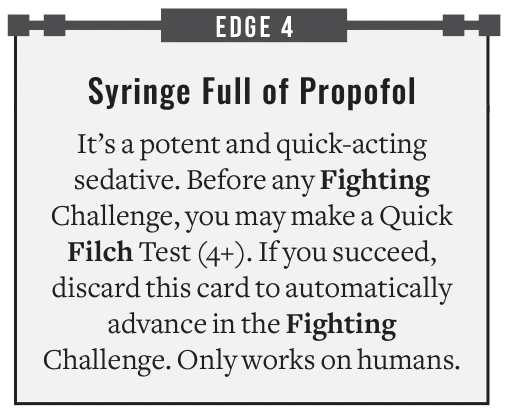 EDGE 4
Syringe Full of Propofol
It’s a potent and quick-acting
sedative. Before any Fighting
Challenge, you may make a Quick
Filch Test (4+). If you succeed,
discard this card to automatically
advance in the Fighting
Challenge. Only works on humans.